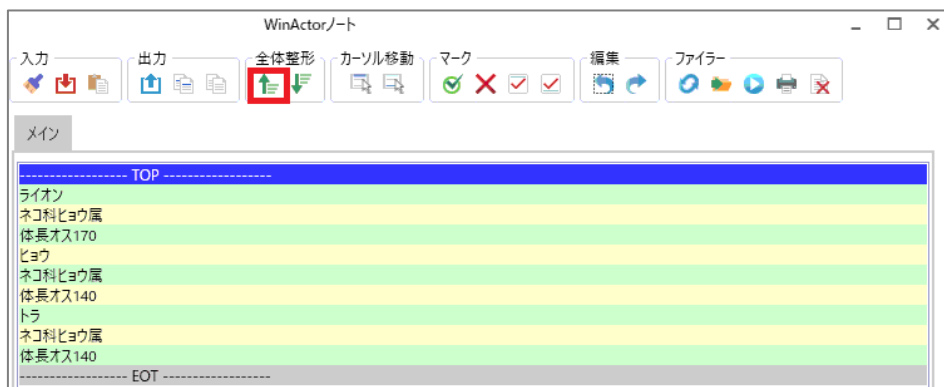 WinActorノート
入力 出力 全体整形 カーソル移動 マーク 編集 ファイラー
メイン
------------------ TOP ------------------
ライオン
ネコ科ヒョウ属
体長オス170
ヒョウ
ネコ科ヒョウ属
体長オス140
トラ
ネコ科ヒョウ属
体長オス140
------------------ EOT ------------------